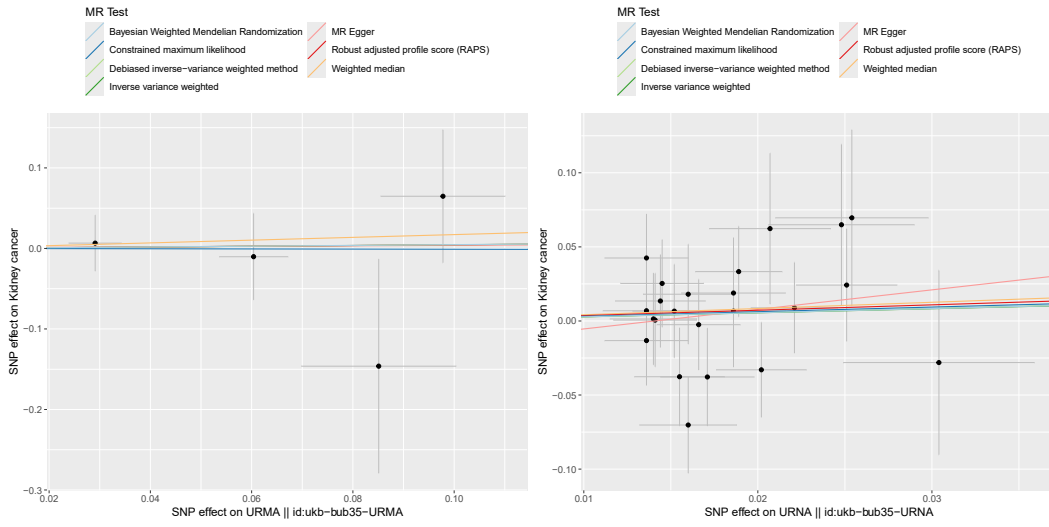 MR Test
Bayesian Weighted Mendelian Randomization
Constrained maximum likelihood
Debiased inverse−variance weighted method
Inverse variance weighted
MR Egger
Robust adjusted profile score (RAPS)
Weighted median
0.1
0.0
−0.1
−0.2
−0.3
SNP effect on Kidney cancer
0.02
0.04
0.06
0.08
0.10
SNP effect on URMA || id:ukb−bub35−URMA
MR Test
Bayesian Weighted Mendelian Randomization
Constrained maximum likelihood
Debiased inverse−variance weighted method
Inverse variance weighted
MR Egger
Robust adjusted profile score (RAPS)
Weighted median
0.10
0.05
0.00
−0.05
−0.10
SNP effect on Kidney cancer
0.01
0.02
0.03
SNP effect on URNA || id:ukb−bub35−URNA